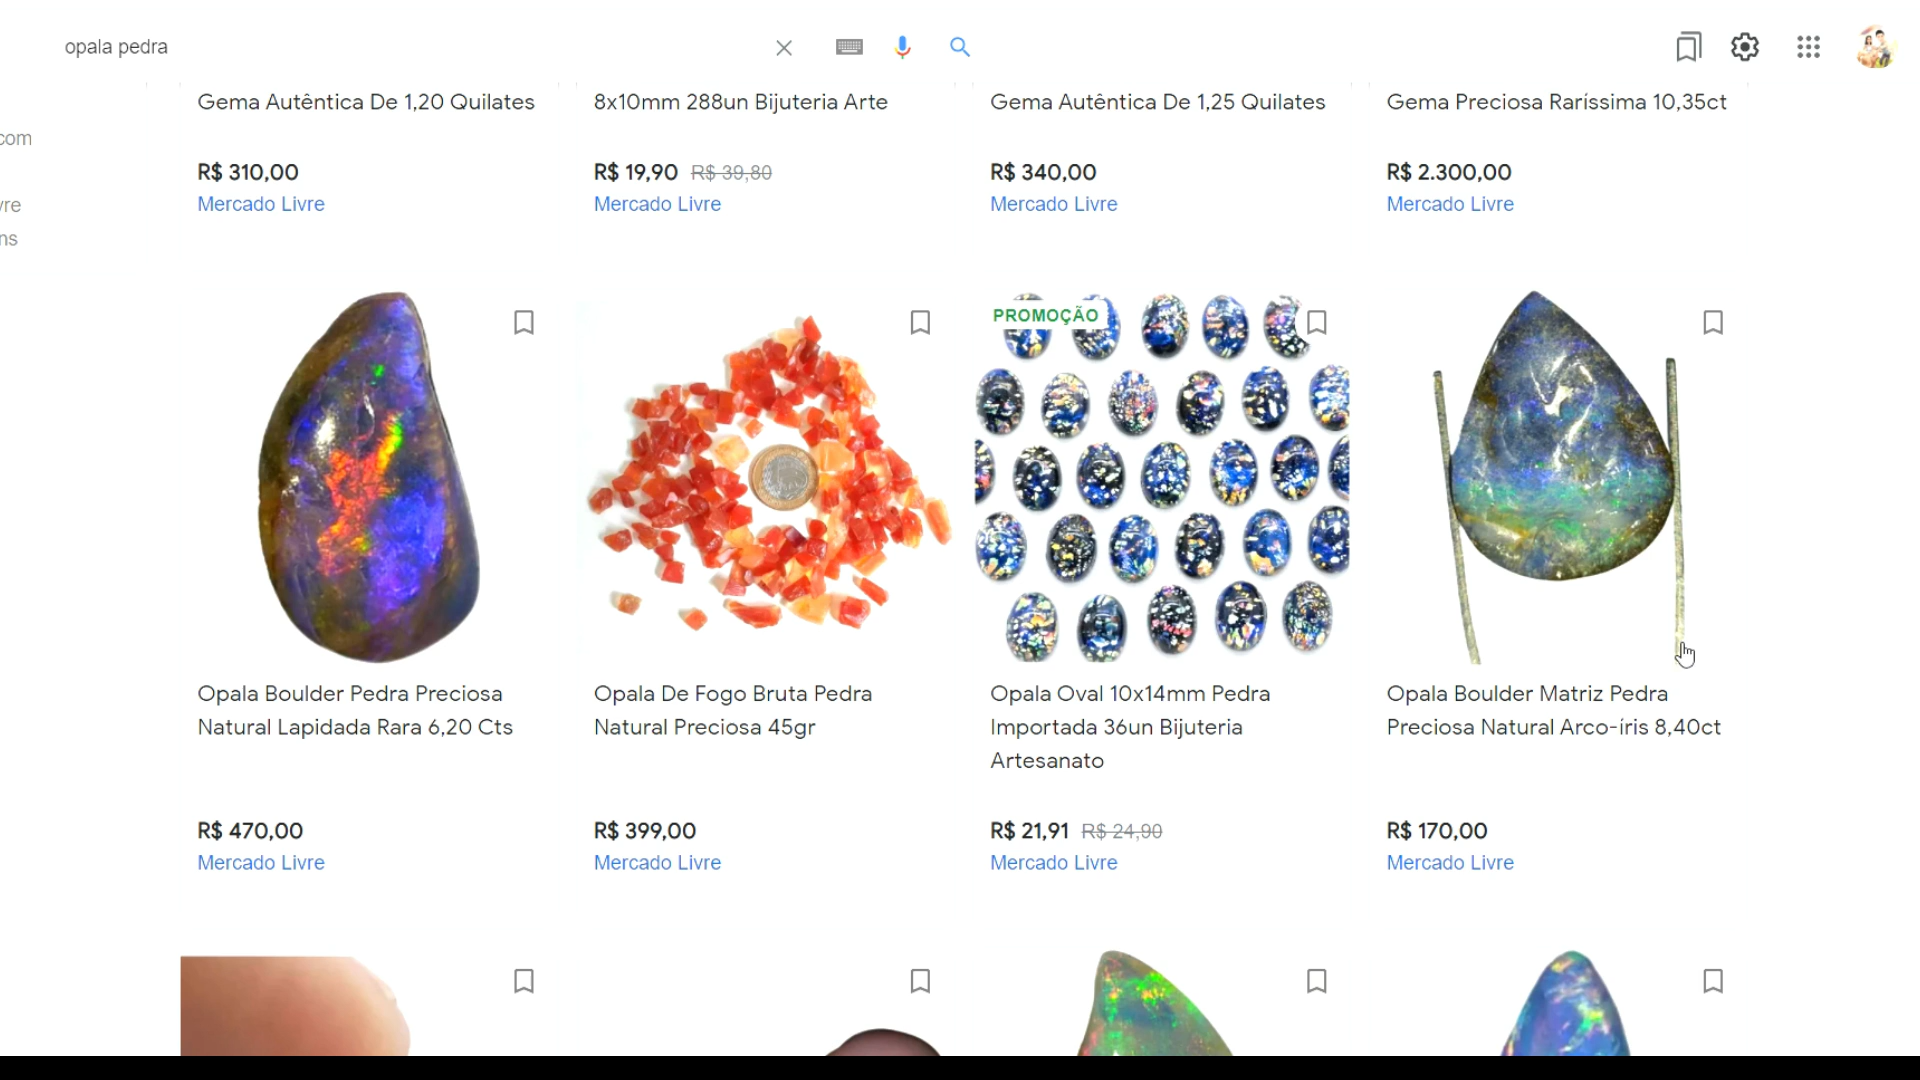 opala pedra
Gema Autêntica De 1,20 Quilates
8x10mm 288un Bijuteria Arte
Gema Autêntica De 1,25 Quilates
Gema Preciosa Raríssima 10,35ct
com
R$ 310,00
R$ 19,90 R$ 39,80
R$ 340,00
R$ 2.300,00
Mercado Livre
Mercado Livre
Mercado Livre
Mercado Livre
vre
ns
PROMOÇÃO
Opala Boulder Pedra Preciosa
Natural Lapidada Rara 6,20 Cts
Opala De Fogo Bruta Pedra
Natural Preciosa 45gr
Opala Oval 10x14mm Pedra
Importada 36un Bijuteria
Artesanato
Opala Boulder Matriz Pedra
Preciosa Natural Arco-íris 8,40ct
R$ 470,00
R$ 399,00
R$ 21,91 R$ 24,90
R$ 170,00
Mercado Livre
Mercado Livre
Mercado Livre
Mercado Livre